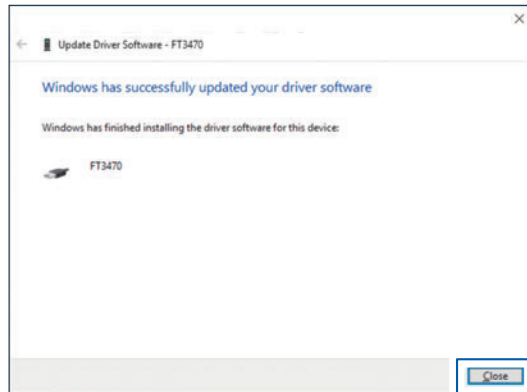 Update Driver Software - FT3470
Windows has successfully updated your driver software
Windows has finished installing the driver software for this device:
FT3470
Close